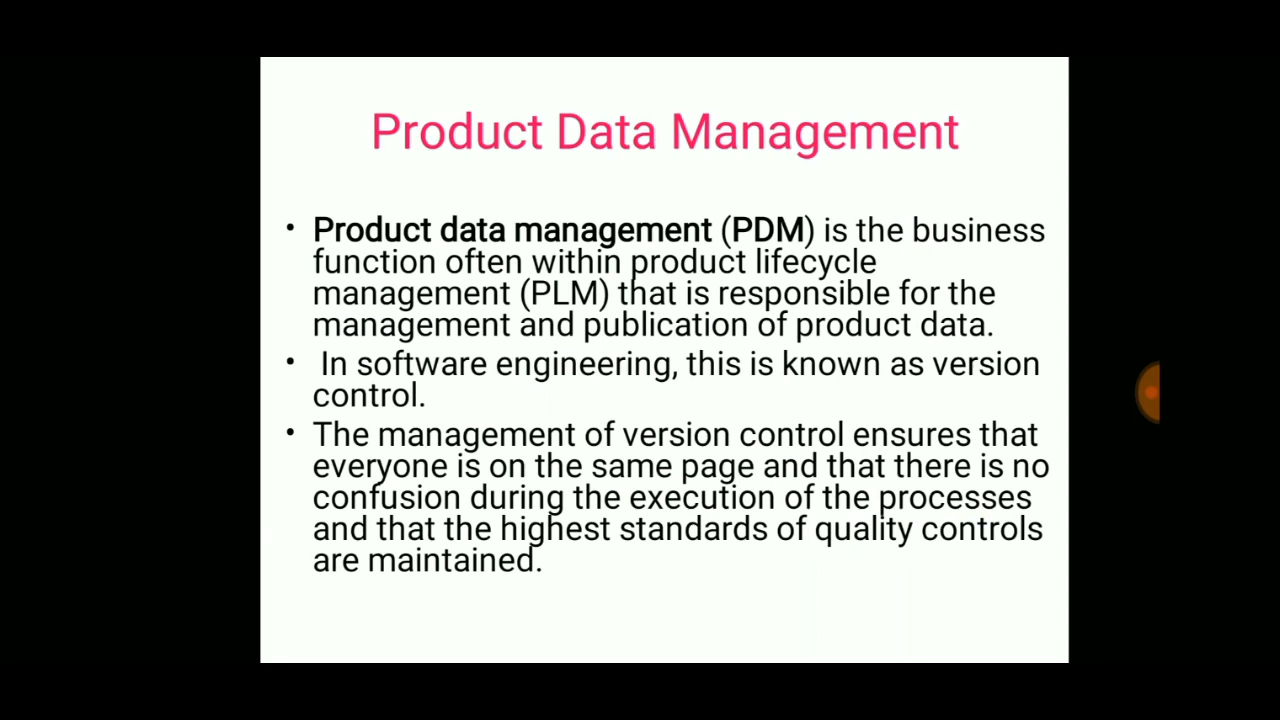 Product Data Management
• Product data management (PDM) is the business
function often within product lifecycle
management (PLM) that is responsible for the
management and publication of product data.
• In software engineering, this is known as version
control.
• The management of version control ensures that
everyone is on the same page and that there is no
confusion during the execution of the processes
and that the highest standards of quality controls
are maintained.